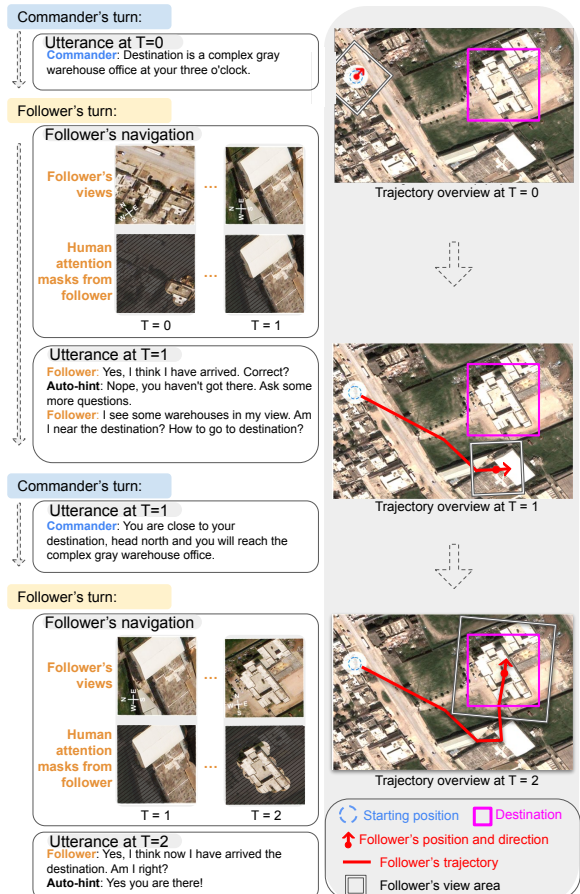 Commander's turn:
Utterance at T=0
Commander: Destination is a complex gray
warehouse office at your three o'clock.
Follower's turn:
Follower's navigation
Follower's
views
...
N
E
W
S
N
E
W
S
Human
attention
masks from
follower
...
T = 0
T = 1
Utterance at T=1
Follower: Yes, I think I have arrived. Correct?
Auto-hint: Nope, you haven't got there. Ask some
more questions.
Follower: I see some warehouses in my view. Am
I near the destination? How to go to destination?
Commander's turn:
Utterance at T=1
Commander: You are close to your
destination, head north and you will reach the
complex gray warehouse office.
Follower's turn:
Follower's navigation
Follower's
views
...
N
E
W
S
N
E
W
S
Human
attention
masks from
follower
...
T = 1
T = 2
Utterance at T=2
Follower: Yes, I think now I have arrived the
destination. Am I right?
Auto-hint: Yes you are there!
Trajectory overview at T = 0
Trajectory overview at T = 1
Trajectory overview at T = 2
Starting position
Destination
Follower's position and direction
Follower's trajectory
Follower's view area